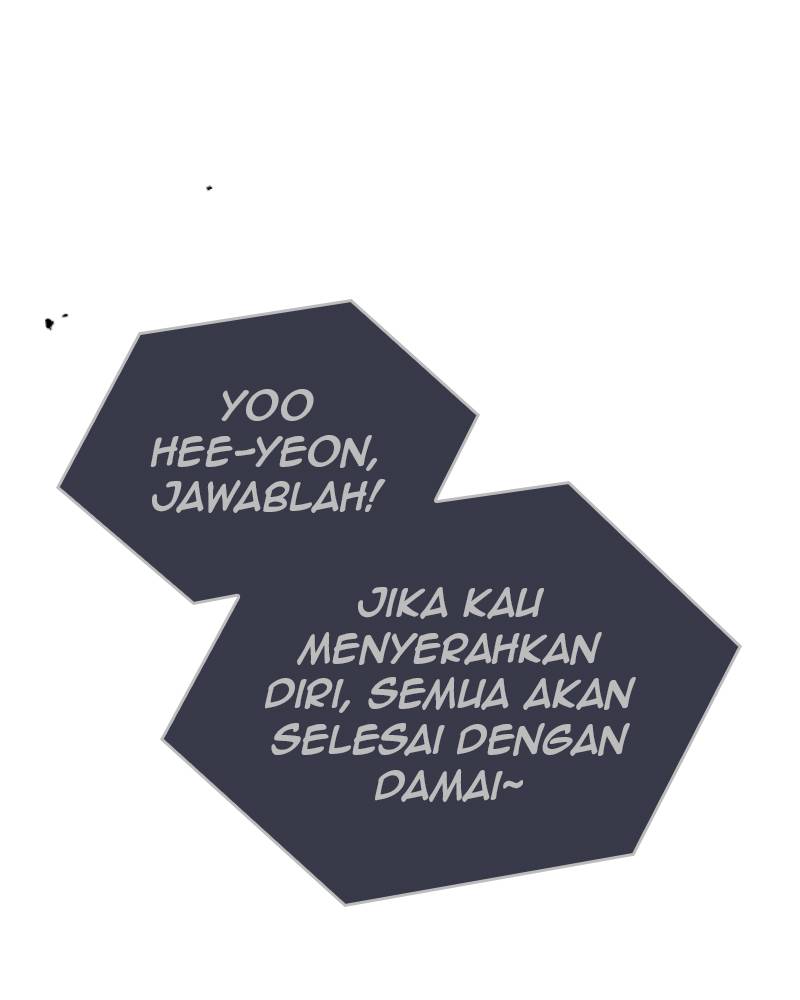 YOO
HEE-YEON,
JAWABLAH!
JIKA KAU
MENYERAHKAN
DIRI, SEMUA AKAN
SELESAI DENGAN
DAMAI~